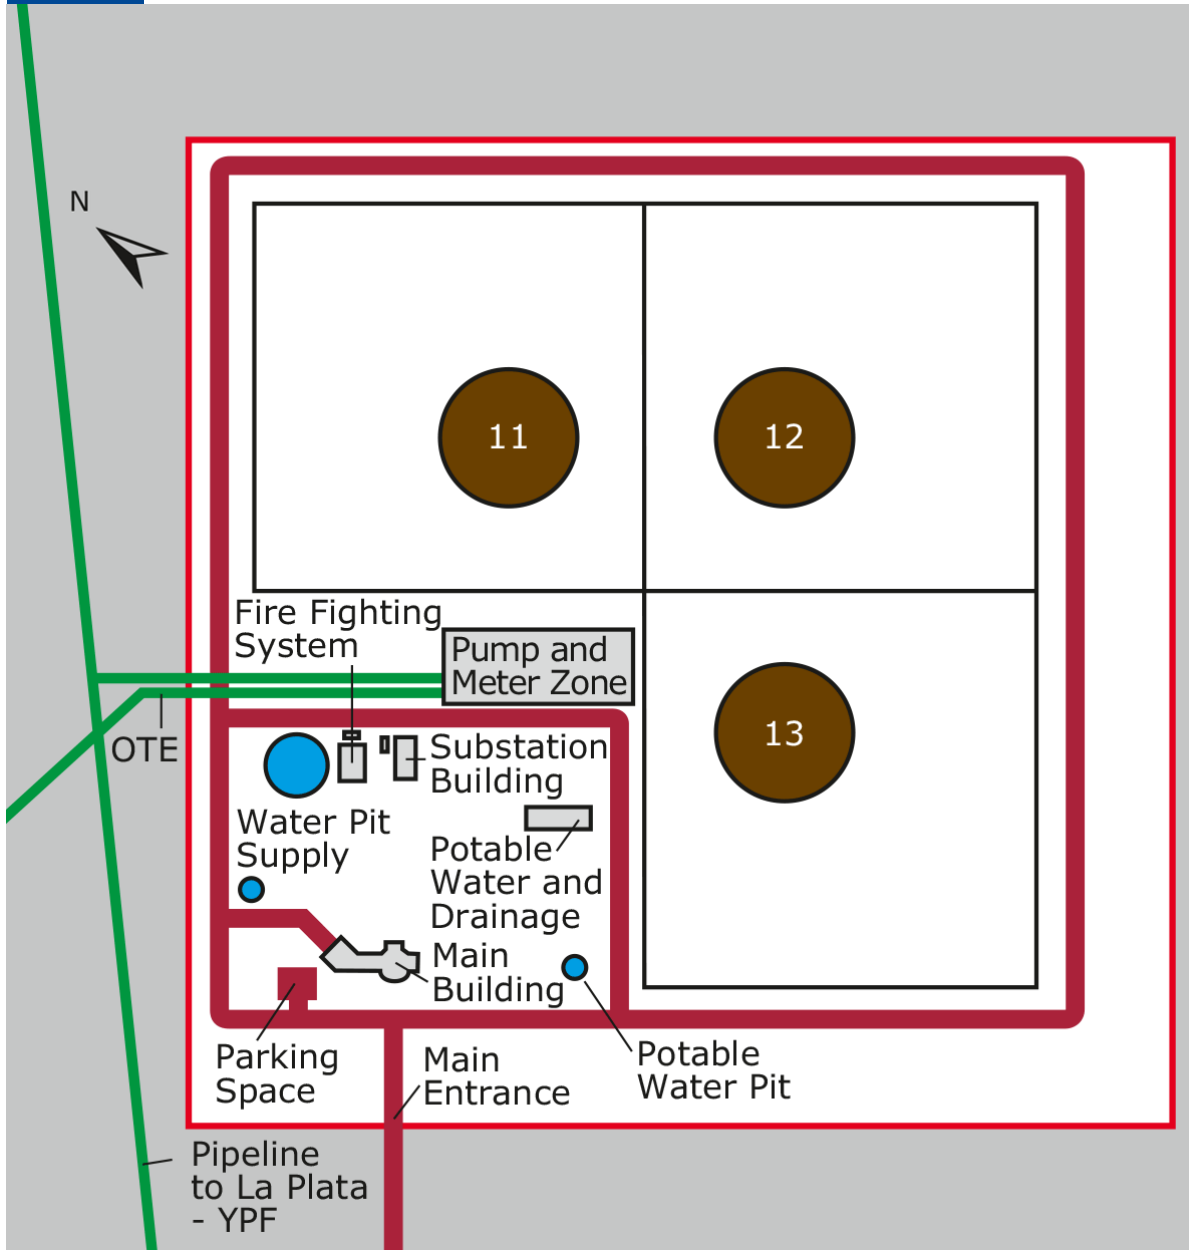 N
11
12
Fire Fighting
System
Pump and
Meter Zone
13
OTE
Substation
Building
Water Pit
Supply
Potable
Water and
Drainage
Main
Building
Parking
Space
Main
Entrance
Potable
Water Pit
Pipeline
to La Plata
- YPF